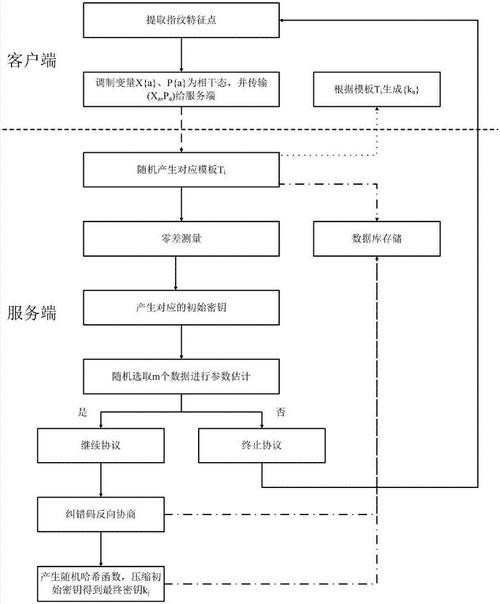 提取指纹特征点
客户端
调制变量X{a}、P{a}为相干态，并传输
(Xa,Pa)给服务端
根据模板Ti生成{ka}
随机产生对应模板Ti
零差测量
数据库存储
产生对应的初始密钥
服务端
随机选取m个数据进行参数估计
是
否
继续协议
终止协议
纠错码反向协商
产生随机哈希函数，压缩初
始密钥得到最终密钥kj